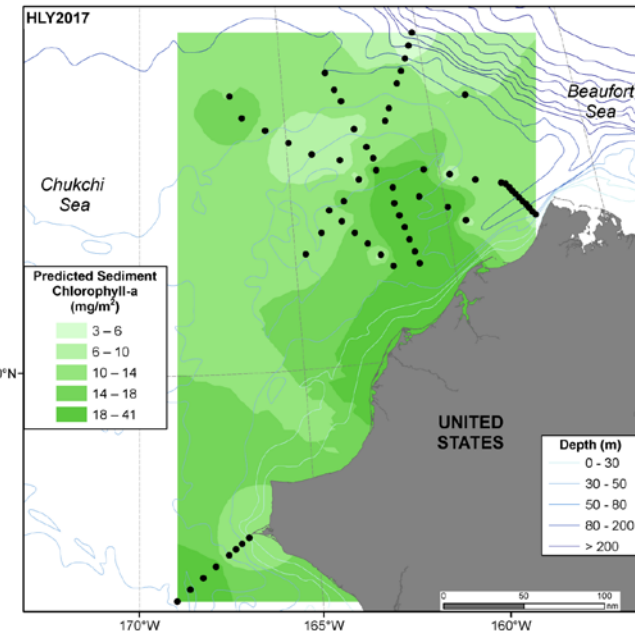 HLY2017
Beaufort
Sea
Chukchi
Sea
Predicted Sediment
Chlorophyll-a
(mg/m²)
3 – 6
6 – 10
10 – 14
14 – 18
18 – 41
0°N
UNITED
STATES
Depth (m)
0 - 30
30 - 50
50 - 80
80 - 200
> 200
0 50 100
nm
170°W 165°W 160°W